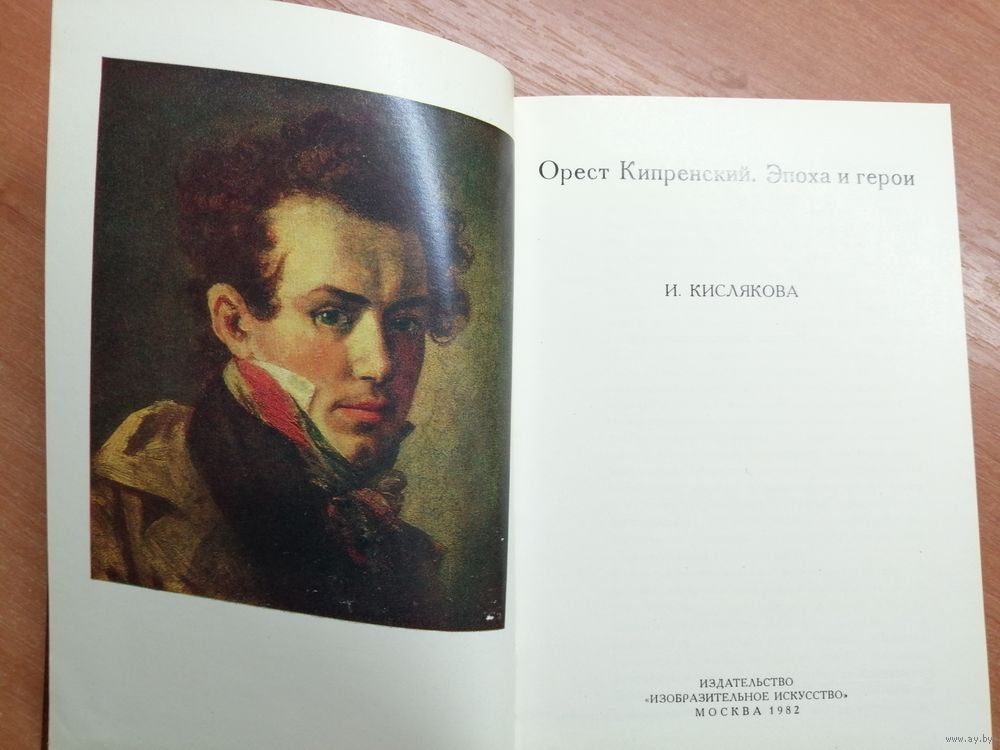 Орест Кипренский. Эпоха и герои
И. КИСЛЯКОВА
ИЗДАТЕЛЬСТВО
«ИЗОБРАЗИТЕЛЬНОЕ ИСКУССТВО»
МОСКВА 1982
www.ay.by